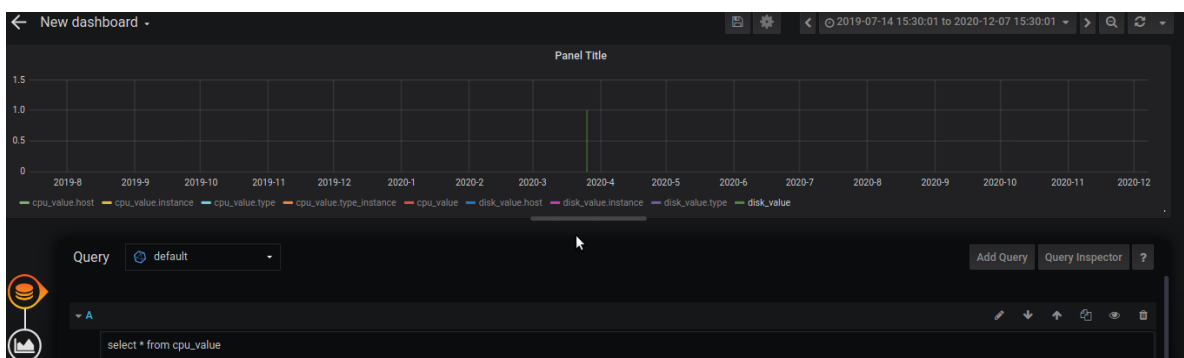 New dashboard
2019-07-14 15:30:01 to 2020-12-07 15:30:01
Panel Title
1.5
1.0
0.5
0
2019-8 2019-9 2019-10 2019-11 2019-12 2020-1 2020-2 2020-3 2020-4 2020-5 2020-6 2020-7 2020-8 2020-9 2020-10 2020-11 2020-12
cpu_value.host cpu_value.instance cpu_value.type cpu_value.type_instance cpu_value disk_value.host disk_value.instance disk_value.type disk_value
Query default Add Query Query Inspector ?
A
select * from cpu_value